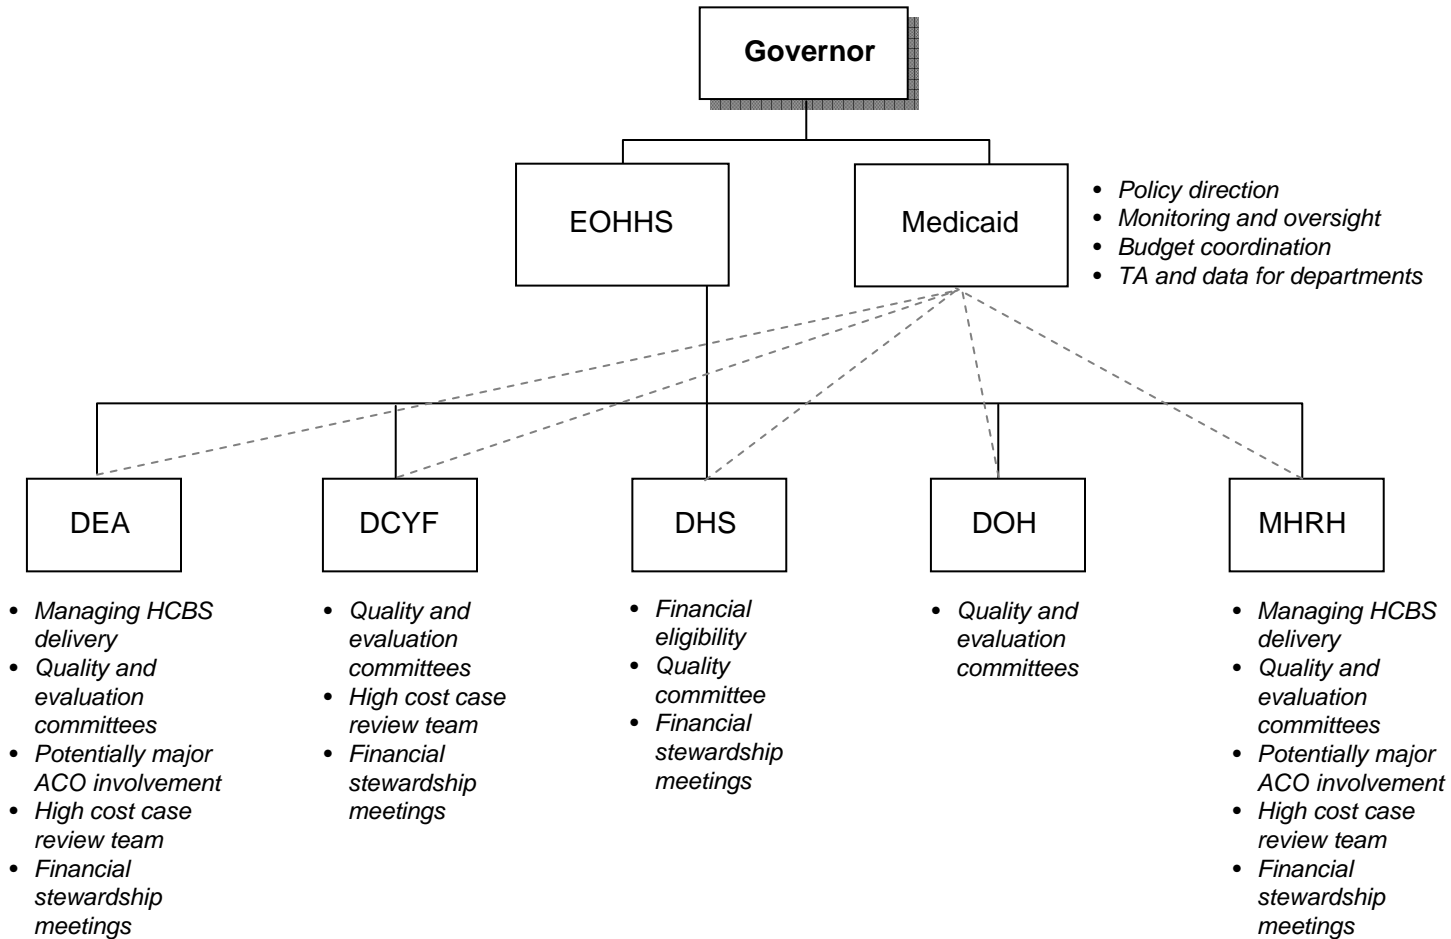 Governor
EOHHS
Medicaid
• Policy direction
• Monitoring and oversight
• Budget coordination
• TA and data for departments
DEA
DCYF
DHS
DOH
MHRH
• Managing HCBS
delivery
• Quality and
evaluation
committees
• Potentially major
ACO involvement
• High cost case
review team
• Financial
stewardship
meetings
• Quality and
evaluation
committees
• High cost case
review team
• Financial
stewardship
meetings
• Financial
eligibility
• Quality
committee
• Financial
stewardship
meetings
• Quality and
evaluation
committees
• Managing HCBS
delivery
• Quality and
evaluation
committees
• Potentially major
ACO involvement
• High cost case
review team
• Financial
stewardship
meetings